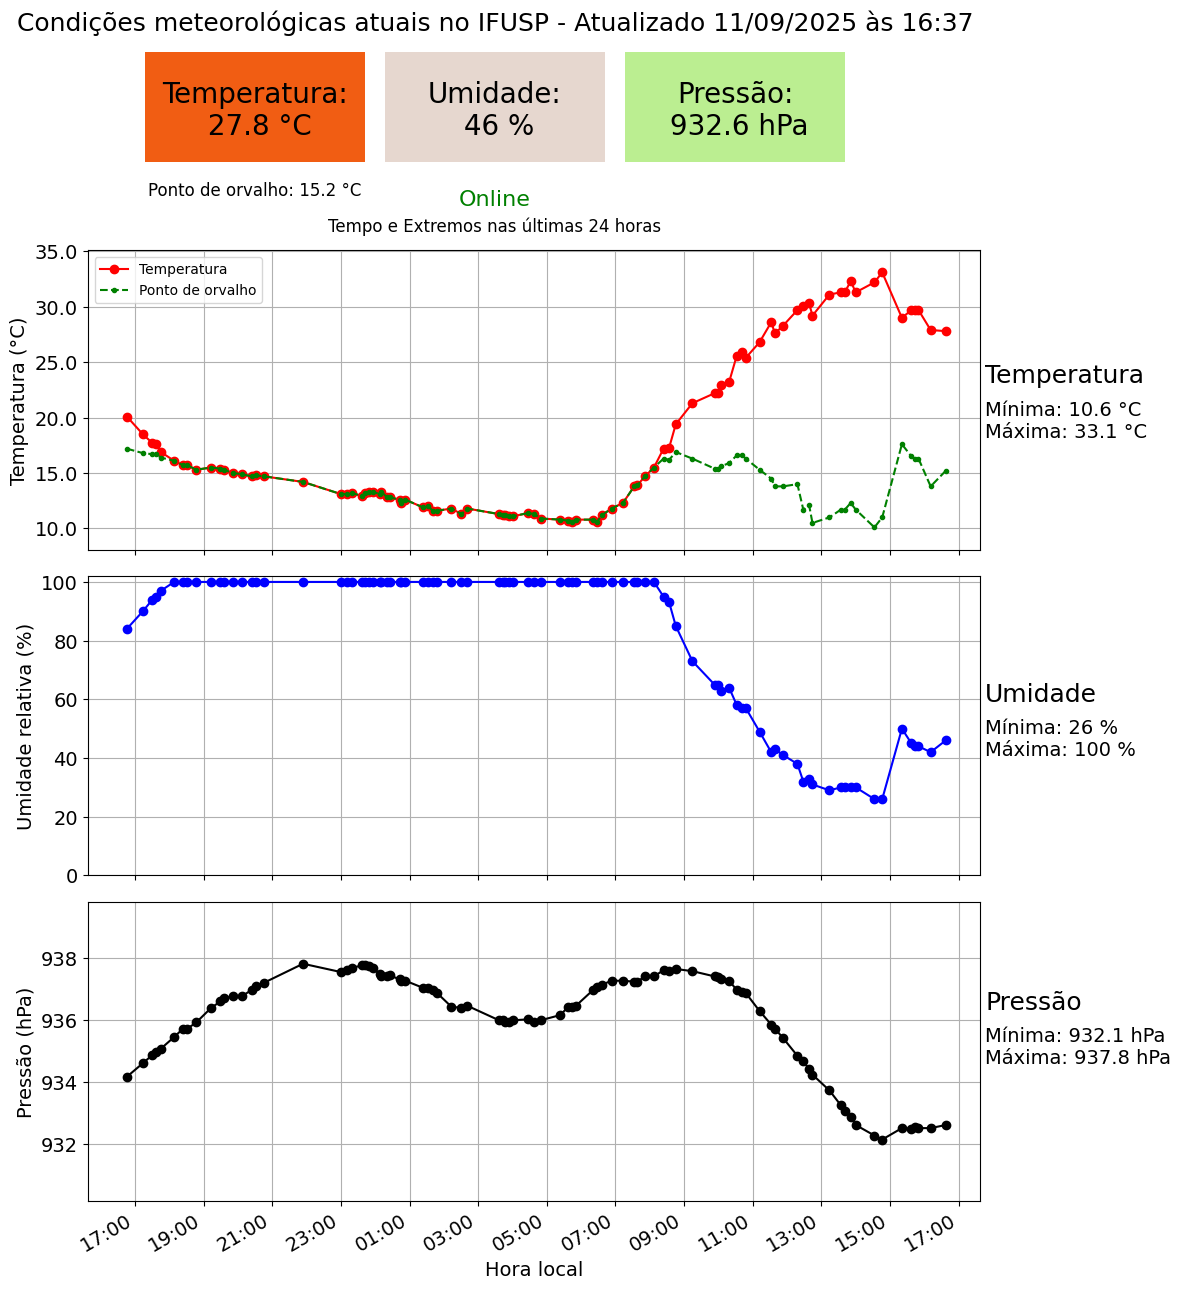 Condições meteorológicas atuais no IFUSP - Atualizado 11/09/2025 às 16:37
Temperatura:
27.8 °C
Umidade:
46 %
Pressão:
932.6 hPa
Ponto de orvalho: 15.2 °C
Online
Tempo e Extremos nas últimas 24 horas
Temperatura (°C)
35.0
30.0
25.0
20.0
15.0
10.0
Temperatura
Ponto de orvalho
Temperatura
Mínima: 10.6 °C
Máxima: 33.1 °C
Umidade relativa (%)
100
80
60
40
20
0
Umidade
Mínima: 26 %
Máxima: 100 %
Pressão (hPa)
938
936
934
932
Pressão
Mínima: 932.1 hPa
Máxima: 937.8 hPa
17:00 19:00 21:00 23:00 01:00 03:00 05:00 07:00 09:00 11:00 13:00 15:00 17:00
Hora local